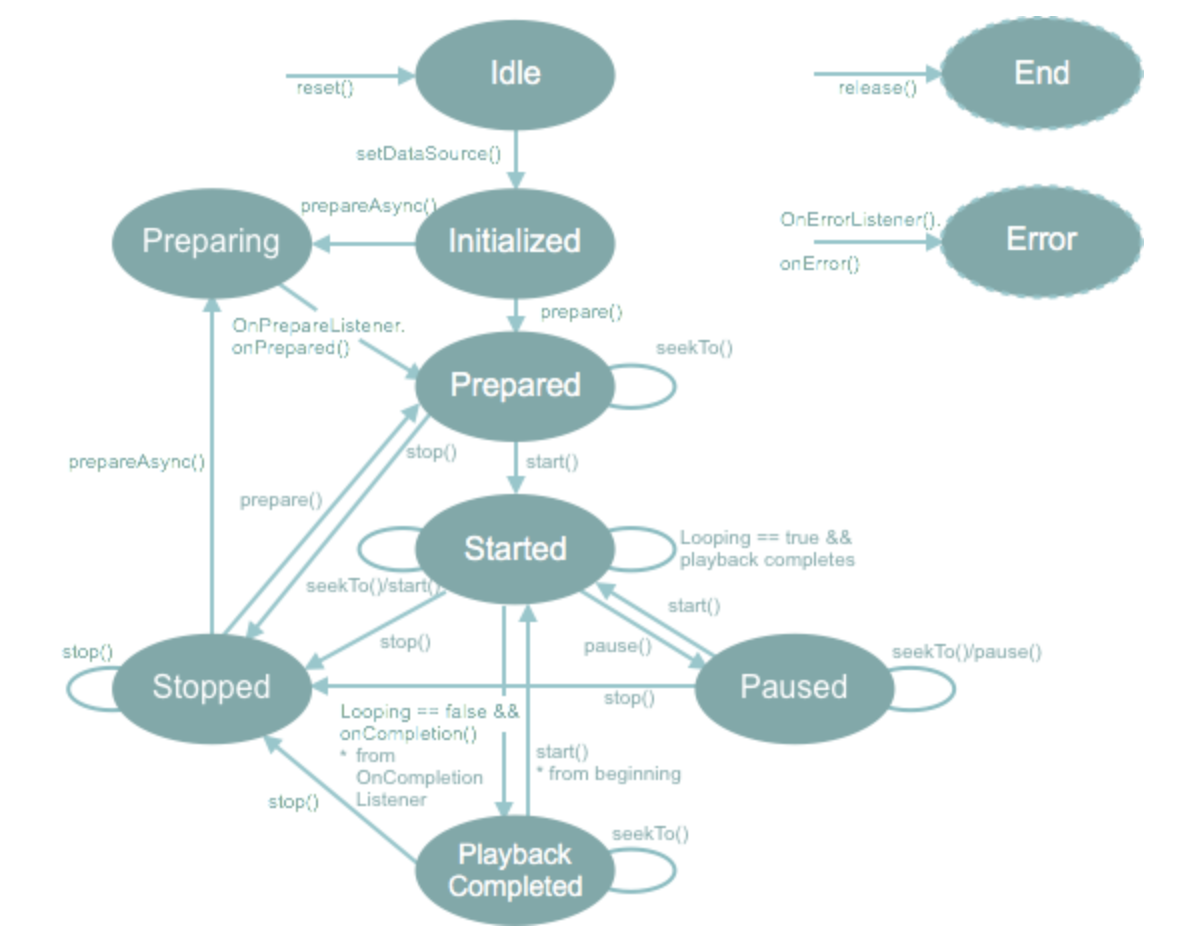 Idle
End
reset()
release()
setDataSource()
prepareAsync()
OnErrorListener().
Preparing
Initialized
Error
onError()
prepare()
OnPrepareListener.
onPrepared()
seekTo()
Prepared
stop()
start()
prepareAsync()
prepare()
Started
Looping == true &&
playback completes
seekTo()/start()
start()
stop()
pause()
stop()
seekTo()/pause()
Stopped
Paused
stop()
Looping == false &&
onCompletion()
* from
OnCompletion
Listener
start()
* from beginning
stop()
seekTo()
Playback
Completed